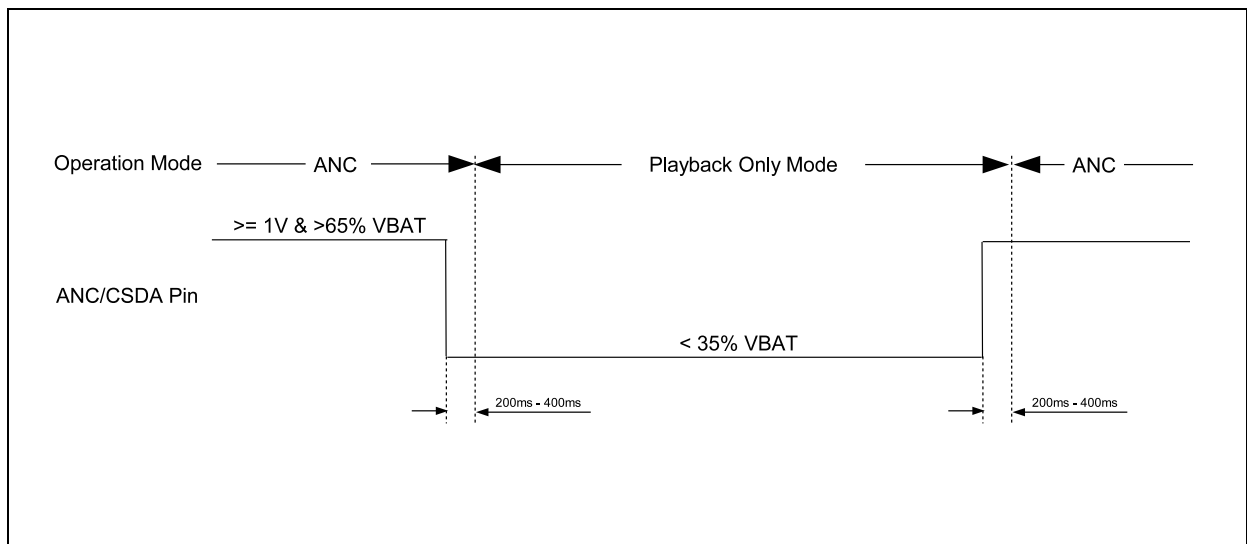 Operation Mode ANC Playback Only Mode ANC
>= 1V & >65% VBAT
ANC/CSDA Pin
< 35% VBAT
200ms - 400ms 200ms - 400ms